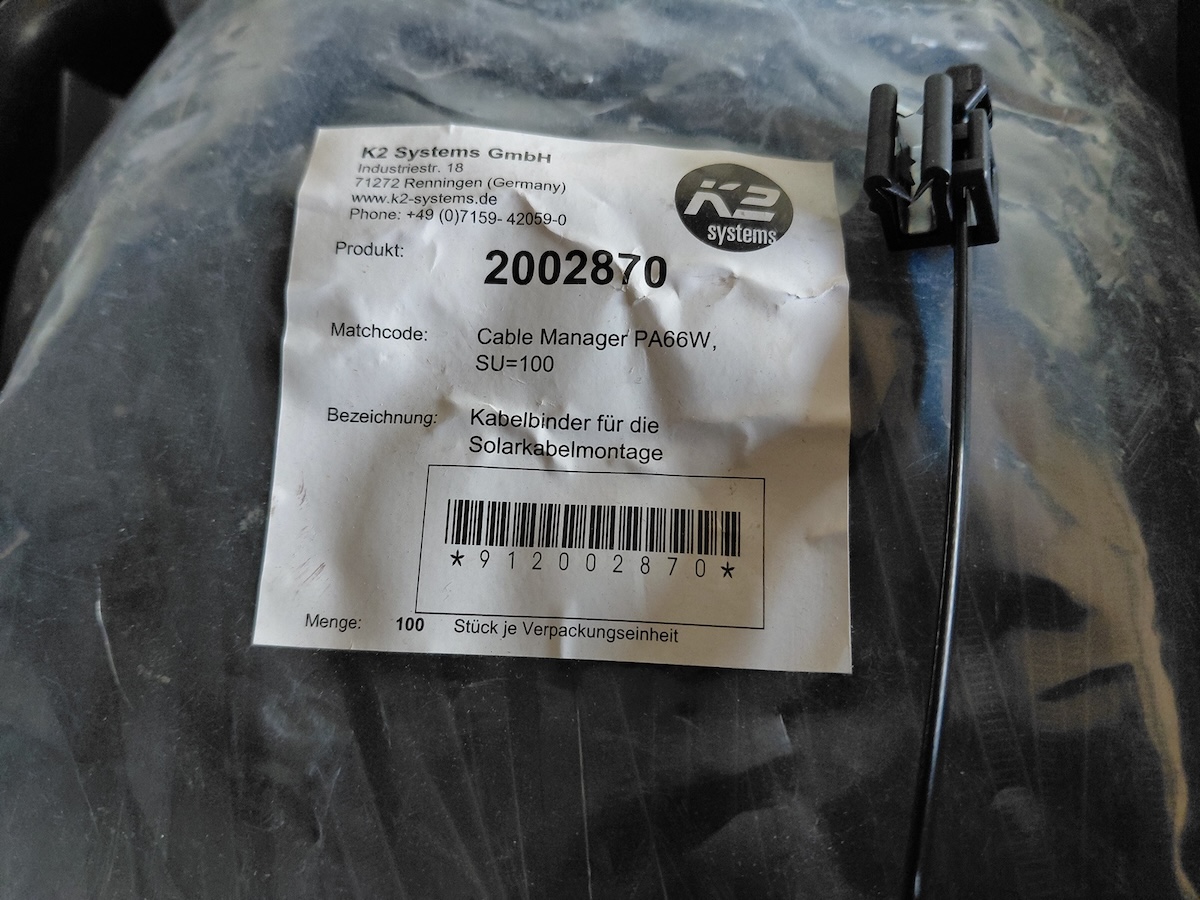 K2 Systems GmbH
Industriestr. 18
71272 Renningen (Germany)
www.k2-systems.de
Phone: +49 (0)7159- 42059-0
K2
systems
Produkt: 2002870
Matchcode: Cable Manager PA66W,
SU=100
Bezeichnung: Kabelbinder für die
Solarkabelmontage
*912002870*
Menge: 100 Stück je Verpackungseinheit